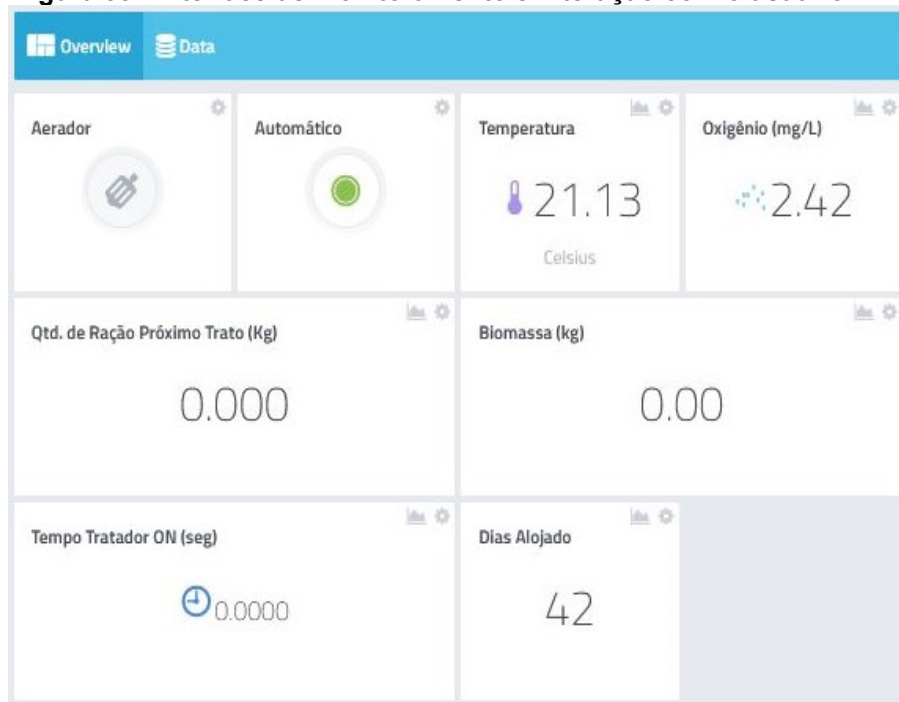 Overview Data
Aerador
Automático
Temperatura
Oxigênio (mg/L)
21.13
2.42
Celsius
Qtd. de Ração Próximo Trato (Kg)
Biomassa (kg)
0.000
0.00
Tempo Tratador ON (seg)
Dias Alojado
0.0000
42